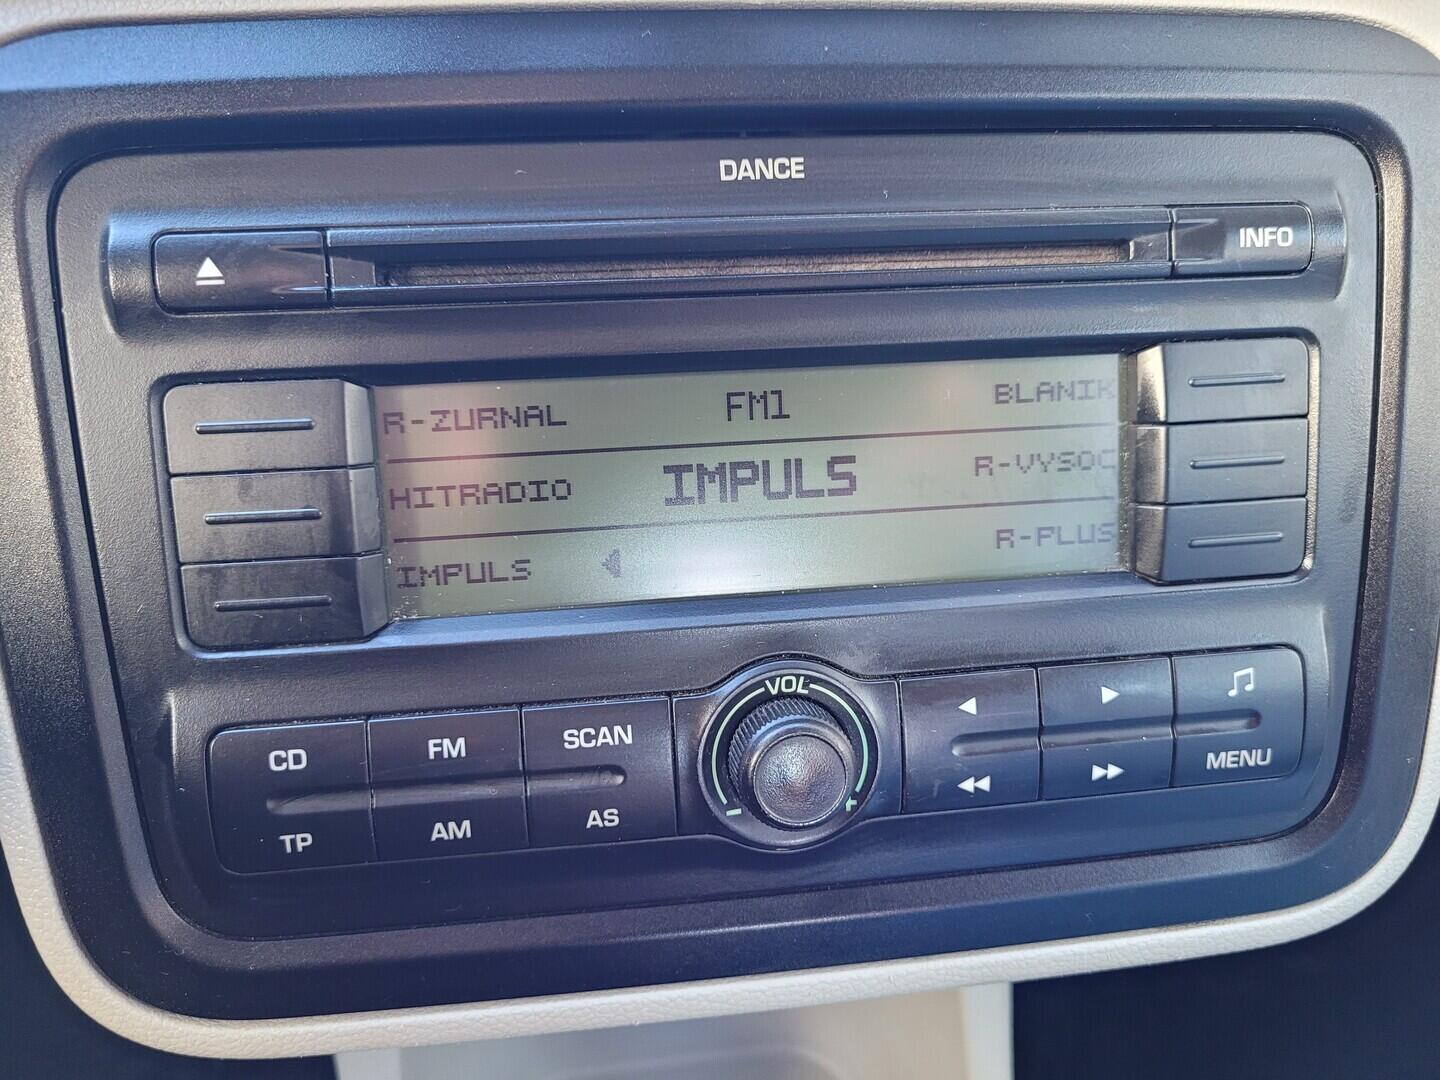 DANCE
INFO
R-ZURNAL FM1 BLANIK
HITRADIO IMPULS R-VYSOC
IMPULS R-PLUS
VOL
- +
CD FM SCAN
TP AM AS MENU